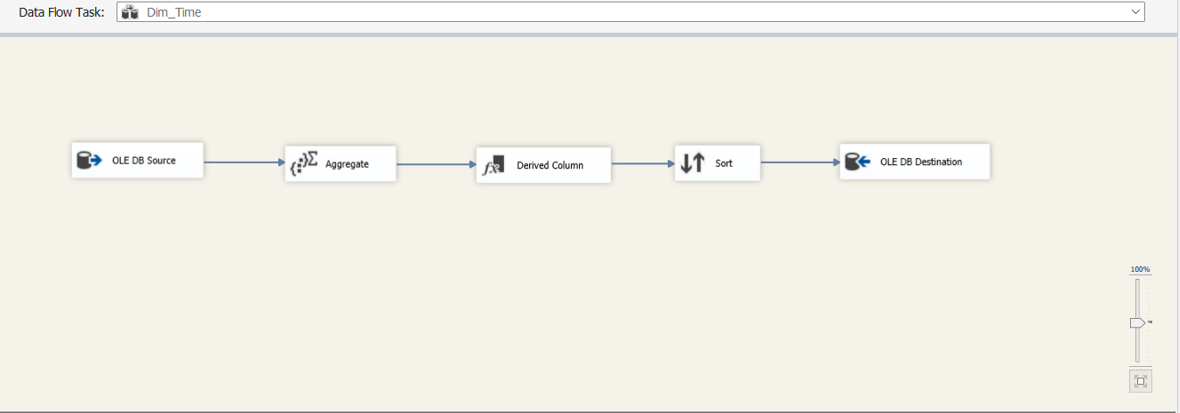 Data Flow Task: Dim_Time
OLE DB Source
Aggregate
Derived Column
Sort
OLE DB Destination
100%